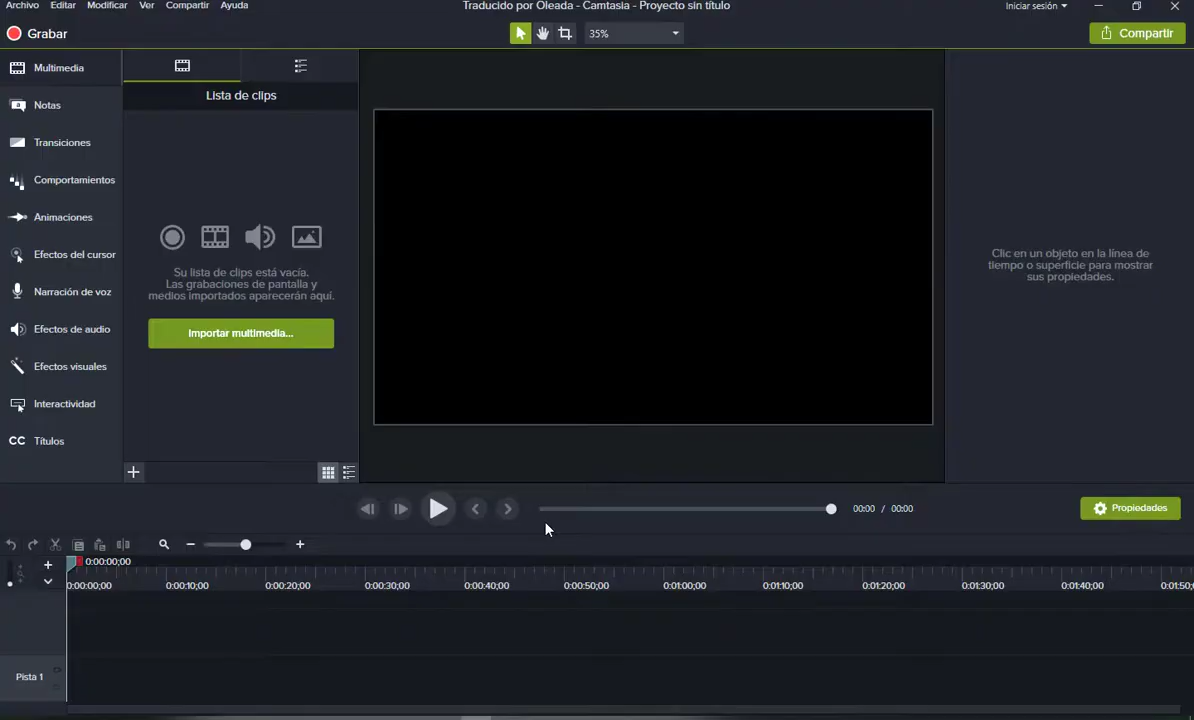 Archivo Editar Modificar Ver Compartir Ayuda
Traducido por Oleada - Camtasia - Proyecto sin título
Iniciar sesión
Grabar
35%
Compartir
Multimedia
Notas
Transiciones
Comportamientos
Animaciones
Efectos del cursor
Narración de voz
Efectos de audio
Efectos visuales
Interactividad
CC Títulos
Lista de clips
Su lista de clips está vacía.
Las grabaciones de pantalla y
medios importados aparecerán aquí.
Importar multimedia...
Clic en un objeto en la línea de
tiempo o superficie para mostrar
sus propiedades.
00:00 / 00:00
Propiedades
0:00:00;00
0:00:00;00 0:00:10;00 0:00:20;00 0:00:30;00 0:00:40;00 0:00:50;00 0:01:00;00 0:01:10;00 0:01:20;00 0:01:30;00 0:01:40;00 0:01:50;
Pista 1